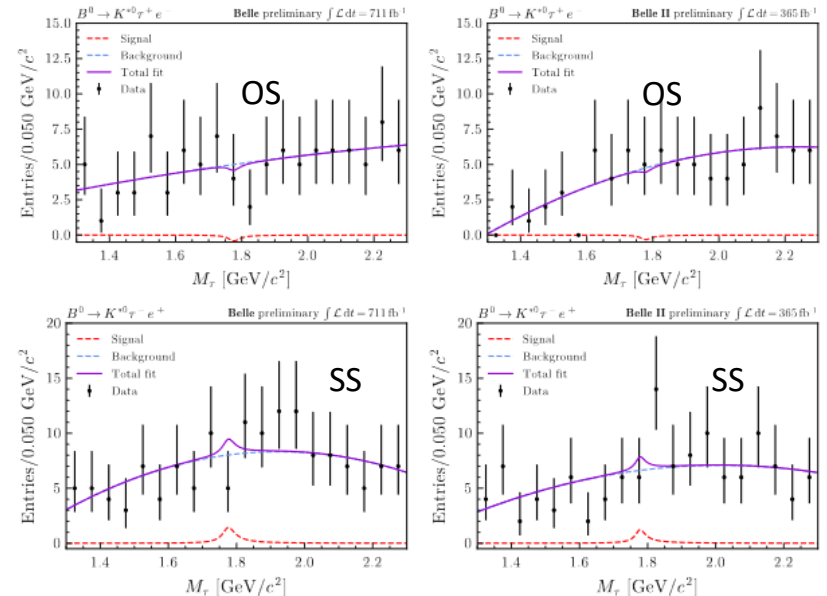 B⁰ → K*⁰τ⁺e⁻ Belle preliminary ∫ℒdt = 711 fb⁻¹
Entries/0.050 GeV/c²
15.0
12.5
10.0
7.5
5.0
2.5
0.0
Signal
Background
Total fit
Data
OS
1.4 1.6 1.8 2.0 2.2
M_τ [GeV/c²]
B⁰ → K*⁰τ⁺e⁻ Belle II preliminary ∫ℒdt = 365 fb⁻¹
Entries/0.050 GeV/c²
15.0
12.5
10.0
7.5
5.0
2.5
0.0
Signal
Background
Total fit
Data
OS
1.4 1.6 1.8 2.0 2.2
M_τ [GeV/c²]
B⁰ → K*⁰τ⁻e⁺ Belle preliminary ∫ℒdt = 711 fb⁻¹
Entries/0.050 GeV/c²
20
15
10
5
0
Signal
Background
Total fit
Data
SS
1.4 1.6 1.8 2.0 2.2
M_τ [GeV/c²]
B⁰ → K*⁰τ⁻e⁺ Belle II preliminary ∫ℒdt = 365 fb⁻¹
Entries/0.050 GeV/c²
20
15
10
5
0
Signal
Background
Total fit
Data
SS
1.4 1.6 1.8 2.0 2.2
M_τ [GeV/c²]